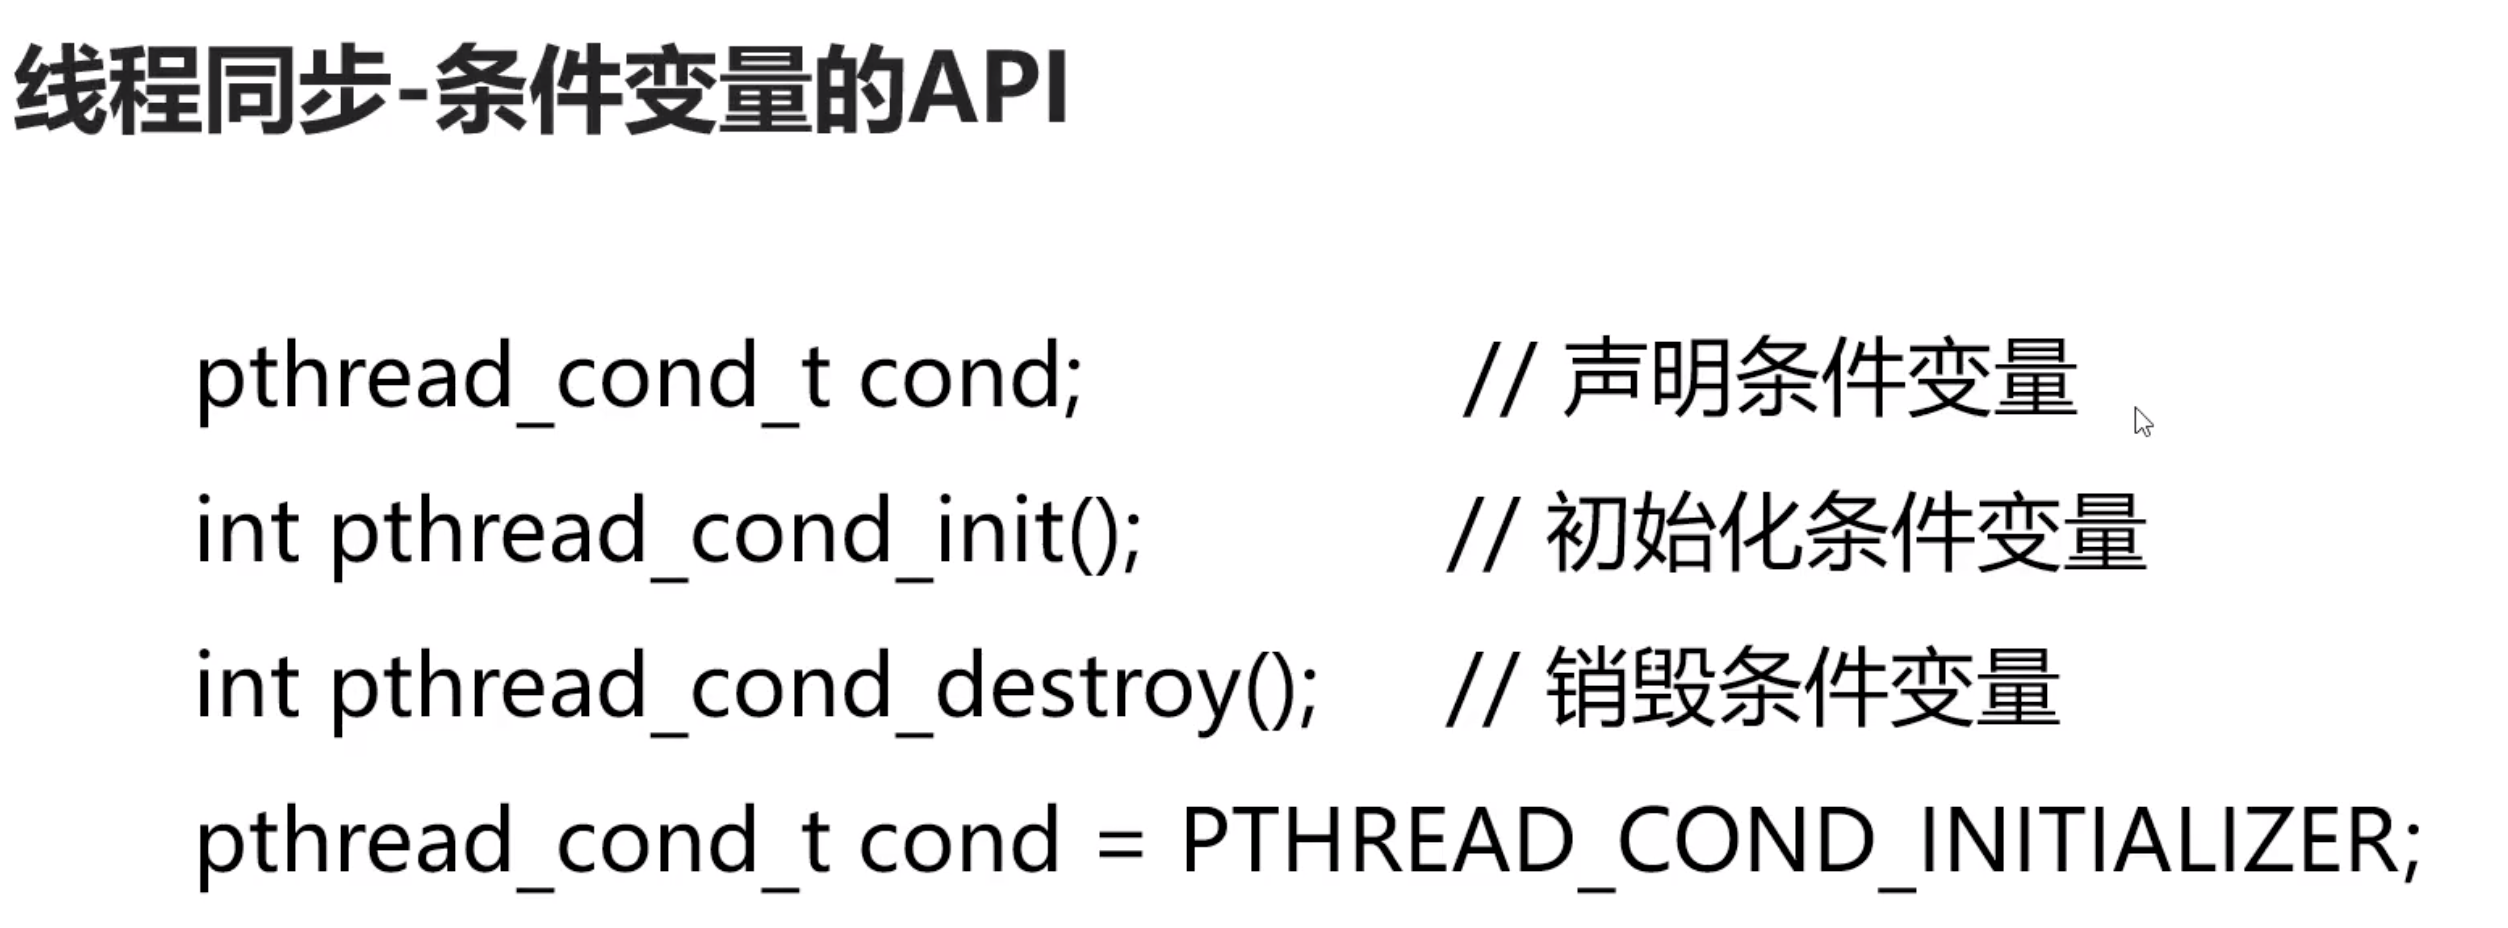 线程同步-条件变量的API
pthread_cond_t cond; // 声明条件变量
int pthread_cond_init(); // 初始化条件变量
int pthread_cond_destroy(); // 销毁条件变量
pthread_cond_t cond = PTHREAD_COND_INITIALIZER;